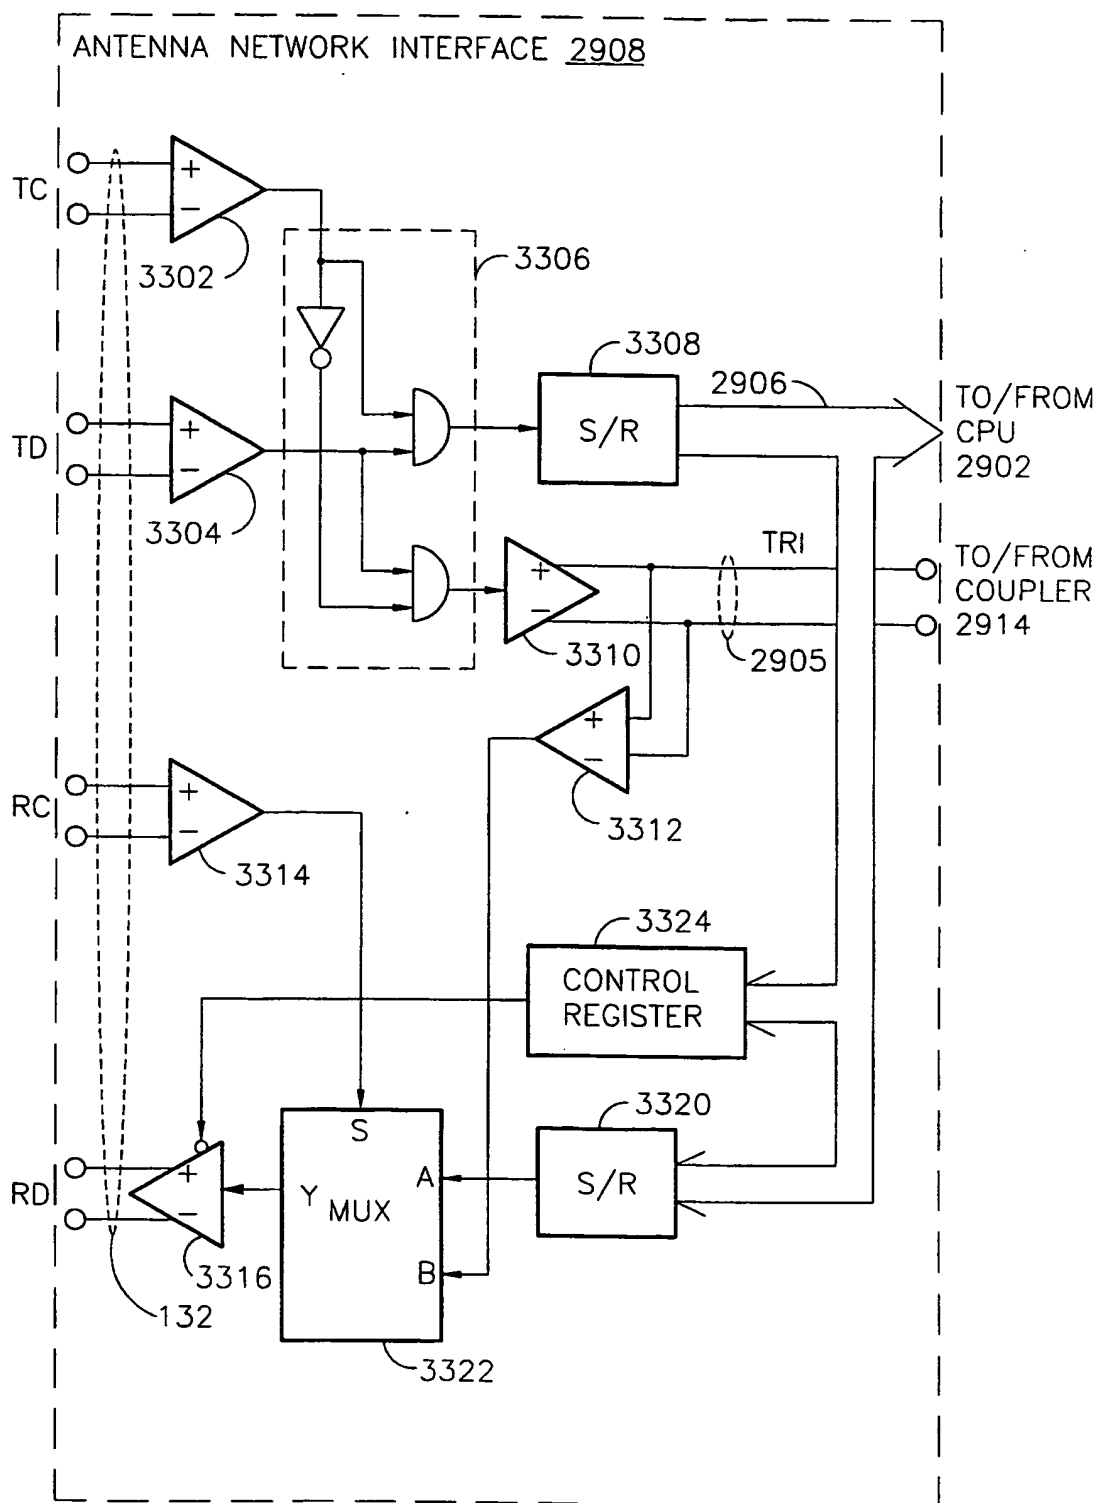 ANTENNA NETWORK INTERFACE 2908
TC
+
−
3302
3306
3308
S/R
2906
TO/FROM
CPU
2902
TD
+
−
3304
TRI
TO/FROM
COUPLER
2914
+
−
3310
2905
+
−
3312
RC
+
−
3314
3324
CONTROL
REGISTER
3320
S/R
S
A
Y MUX
B
RD
+
−
3316
132
3322